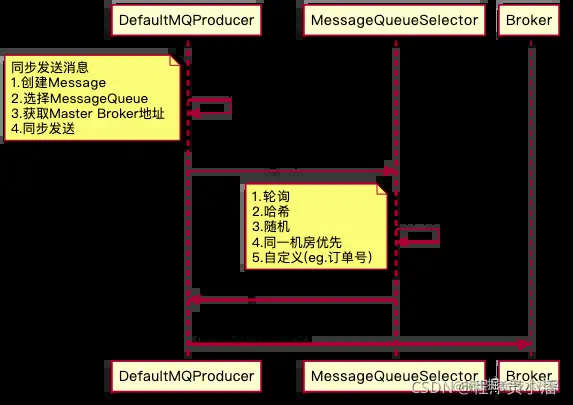 DefaultMQProducer
MessageQueueSelector
Broker
同步发送消息
1.创建Message
2.选择MessageQueue
3.获取Master Broker地址
4.同步发送
1.轮询
2.哈希
3.随机
4.同一机房优先
5.自定义(eg.订单号)
DefaultMQProducer
MessageQueueSelector
Broker